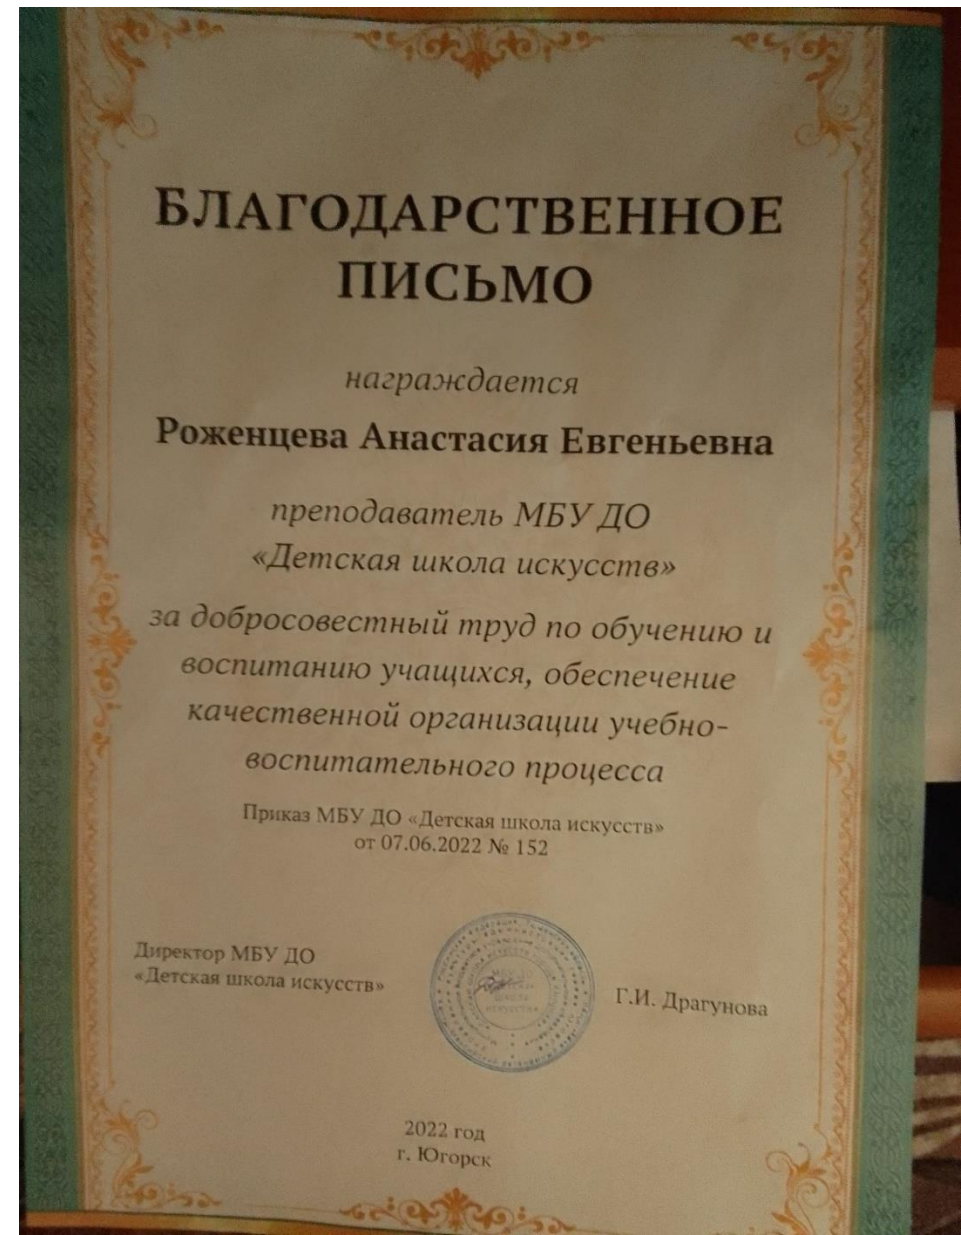 БЛАГОДАРСТВЕННОЕ
ПИСЬМО
награждается
Роженцева Анастасия Евгеньевна
преподаватель МБУ ДО
«Детская школа искусств»
за добросовестный труд по обучению и
воспитанию учащихся, обеспечение
качественной организации учебно-
воспитательного процесса
Приказ МБУ ДО «Детская школа искусств»
от 07.06.2022 № 152
Директор МБУ ДО
«Детская школа искусств»
Г.И. Драгунова
2022 год
г. Югорск